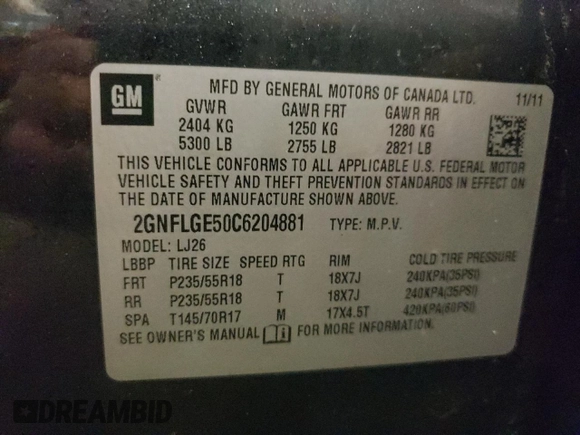 GM
MFD BY GENERAL MOTORS OF CANADA LTD. 11/11
GVWR GAWR FRT GAWR RR
2404 KG 1250 KG 1280 KG
5300 LB 2755 LB 2821 LB
THIS VEHICLE CONFORMS TO ALL APPLICABLE U.S. FEDERAL MOTOR
VEHICLE SAFETY AND THEFT PREVENTION STANDARDS IN EFFECT ON
THE DATE OF MANUFACTURE SHOWN ABOVE.
2GNFLGE50C6204881 TYPE: M.P.V.
MODEL: LJ26
LBBP TIRE SIZE SPEED RTG RIM COLD TIRE PRESSURE
FRT P235/55R18 T 18X7J 240KPA(35PSI)
RR P235/55R18 T 18X7J 240KPA(35PSI)
SPA T145/70R17 M 17X4.5T 420KPA(60PSI)
SEE OWNER'S MANUAL FOR MORE INFORMATION.
DREAMBID